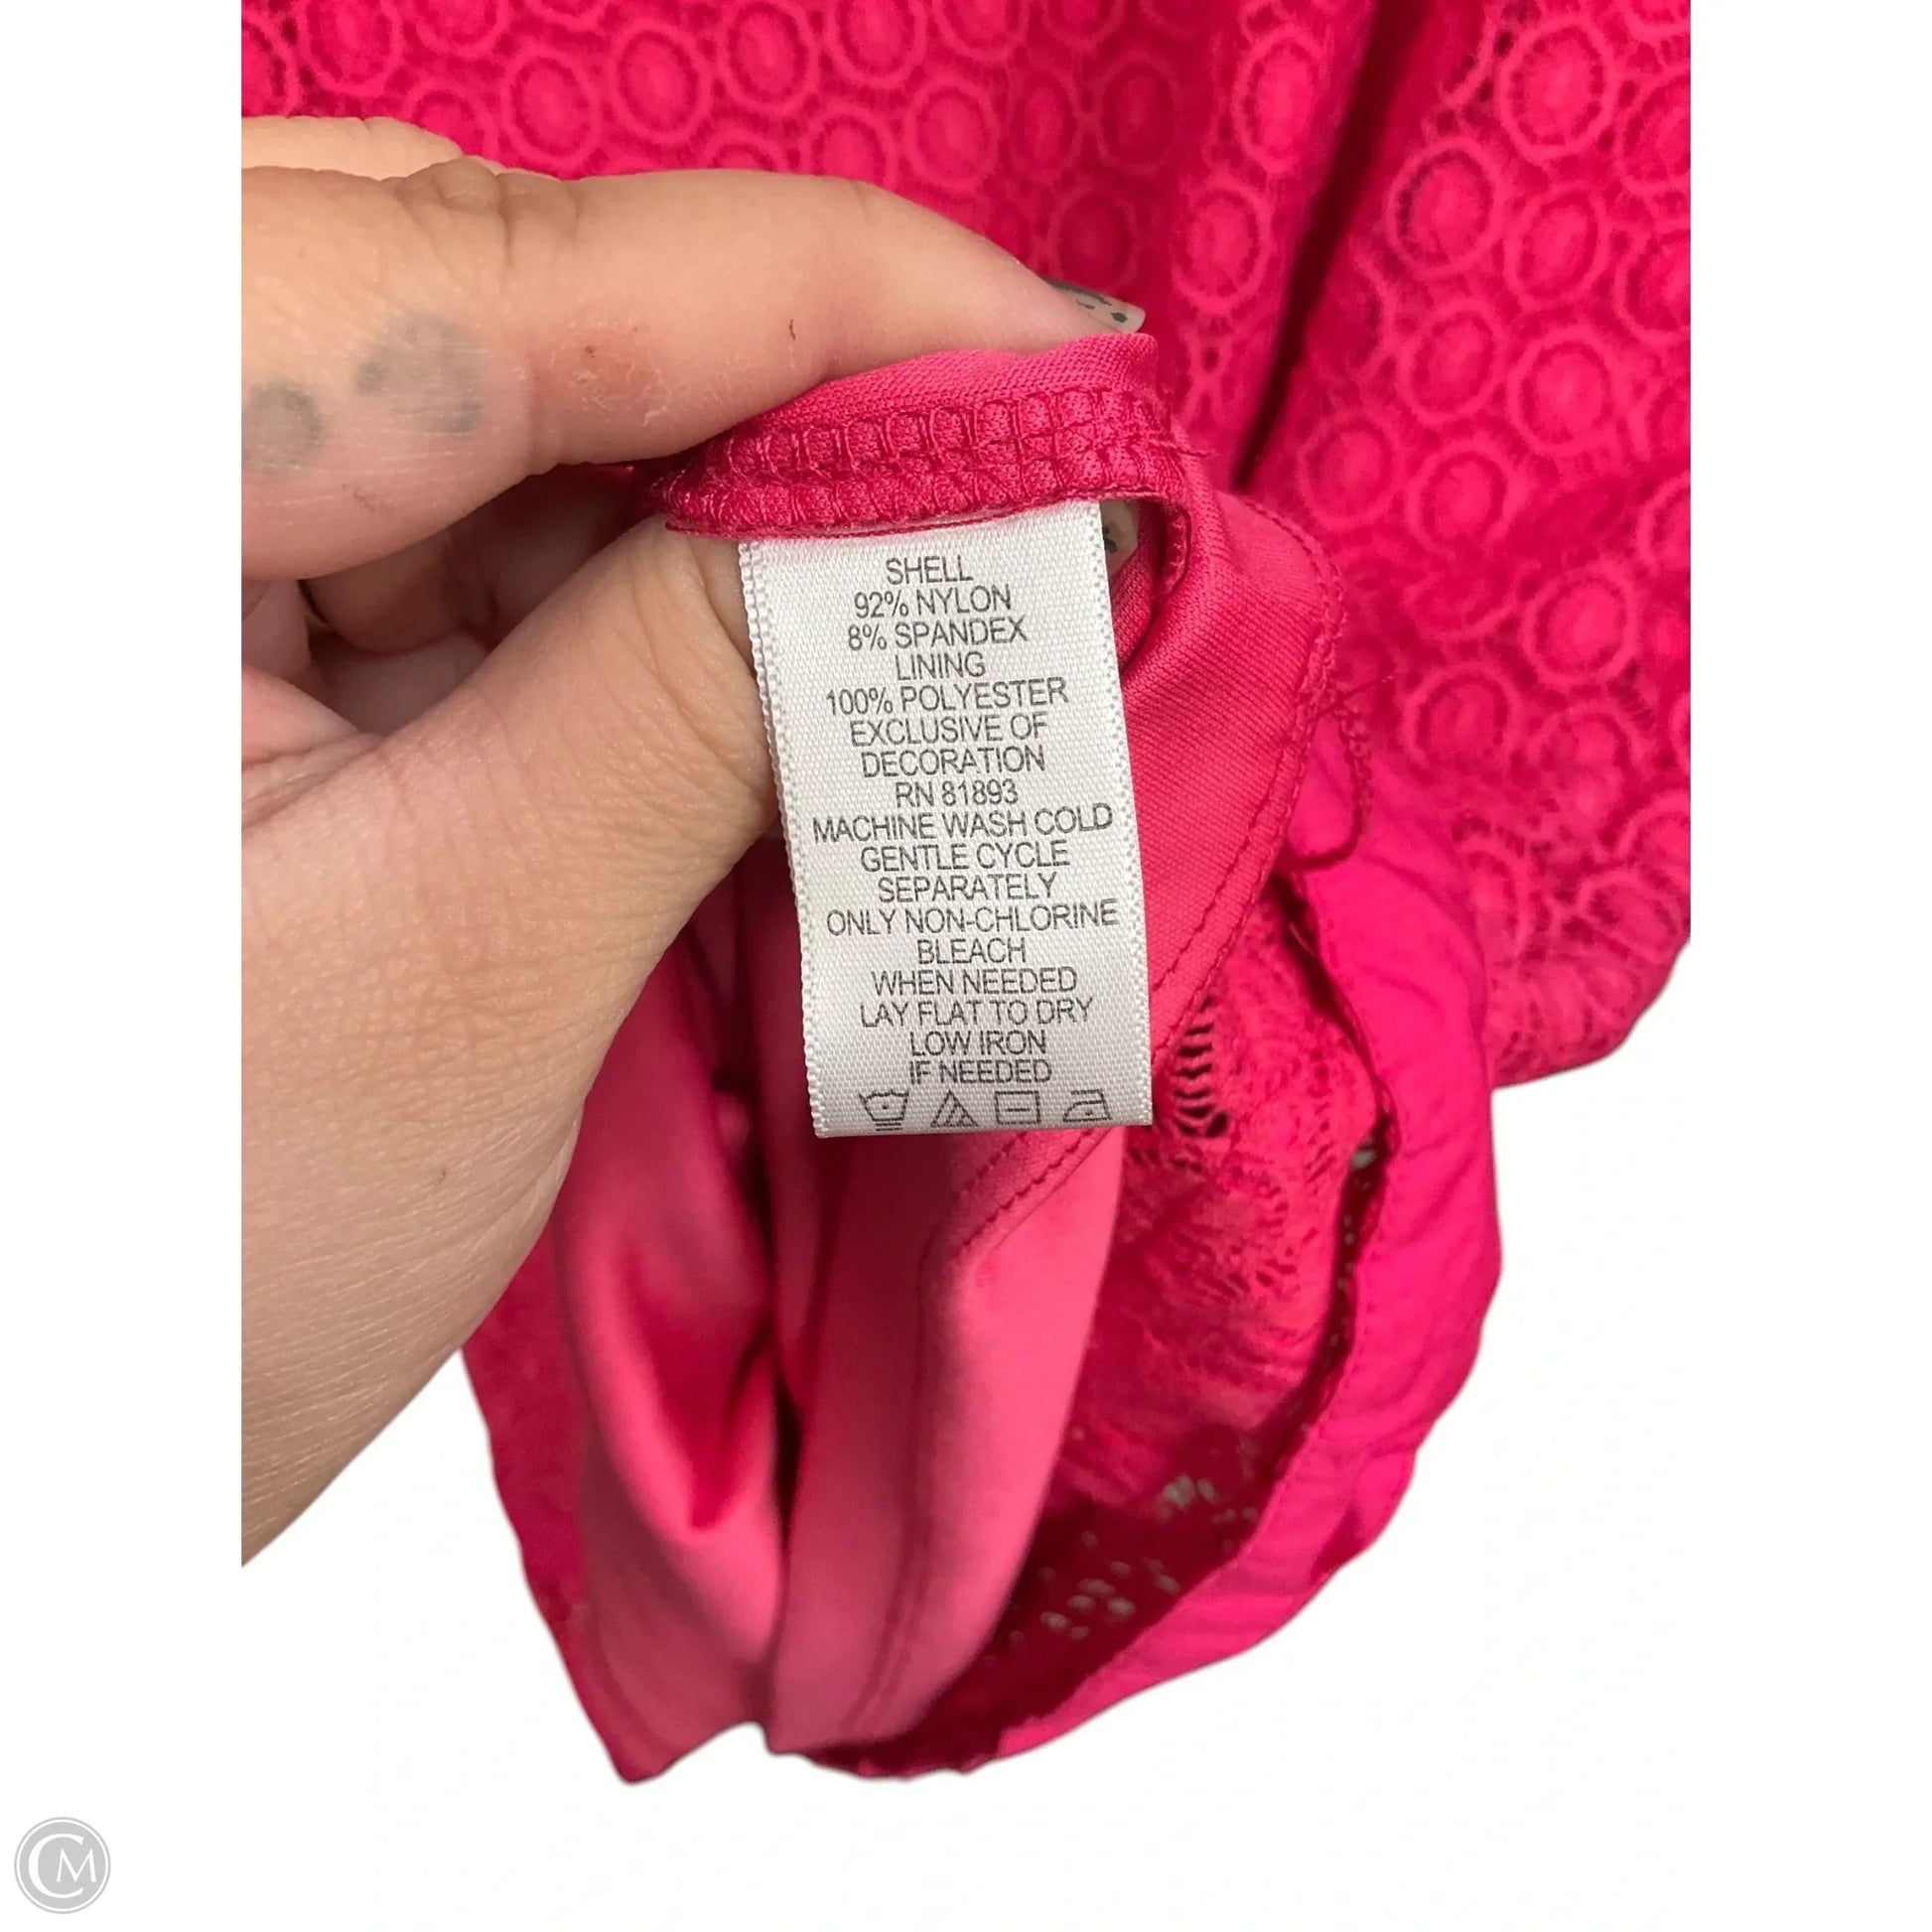 SHELL
92% NYLON
8% SPANDEX
LINING
100% POLYESTER
EXCLUSIVE OF
DECORATION
RN 81893
MACHINE WASH COLD
GENTLE CYCLE
SEPARATELY
ONLY NON-CHLORINE
BLEACH
WHEN NEEDED
LAY FLAT TO DRY
LOW IRON
IF NEEDED
CM